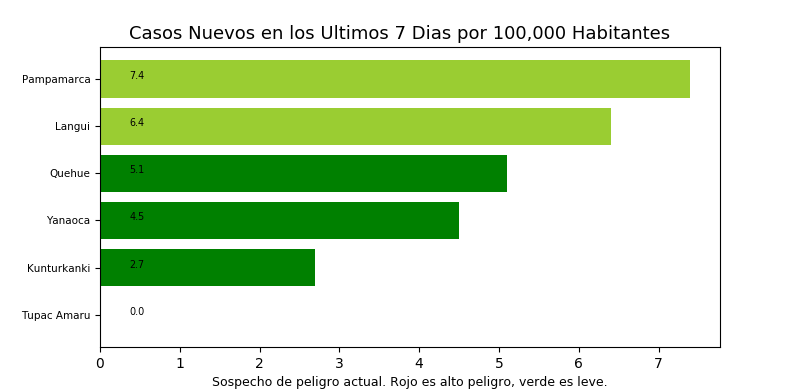 Casos Nuevos en los Ultimos 7 Dias por 100,000 Habitantes
Pampamarca 7.4
Langui 6.4
Quehue 5.1
Yanaoca 4.5
Kunturkanki 2.7
Tupac Amaru 0.0
0 1 2 3 4 5 6 7
Sospecho de peligro actual. Rojo es alto peligro, verde es leve.